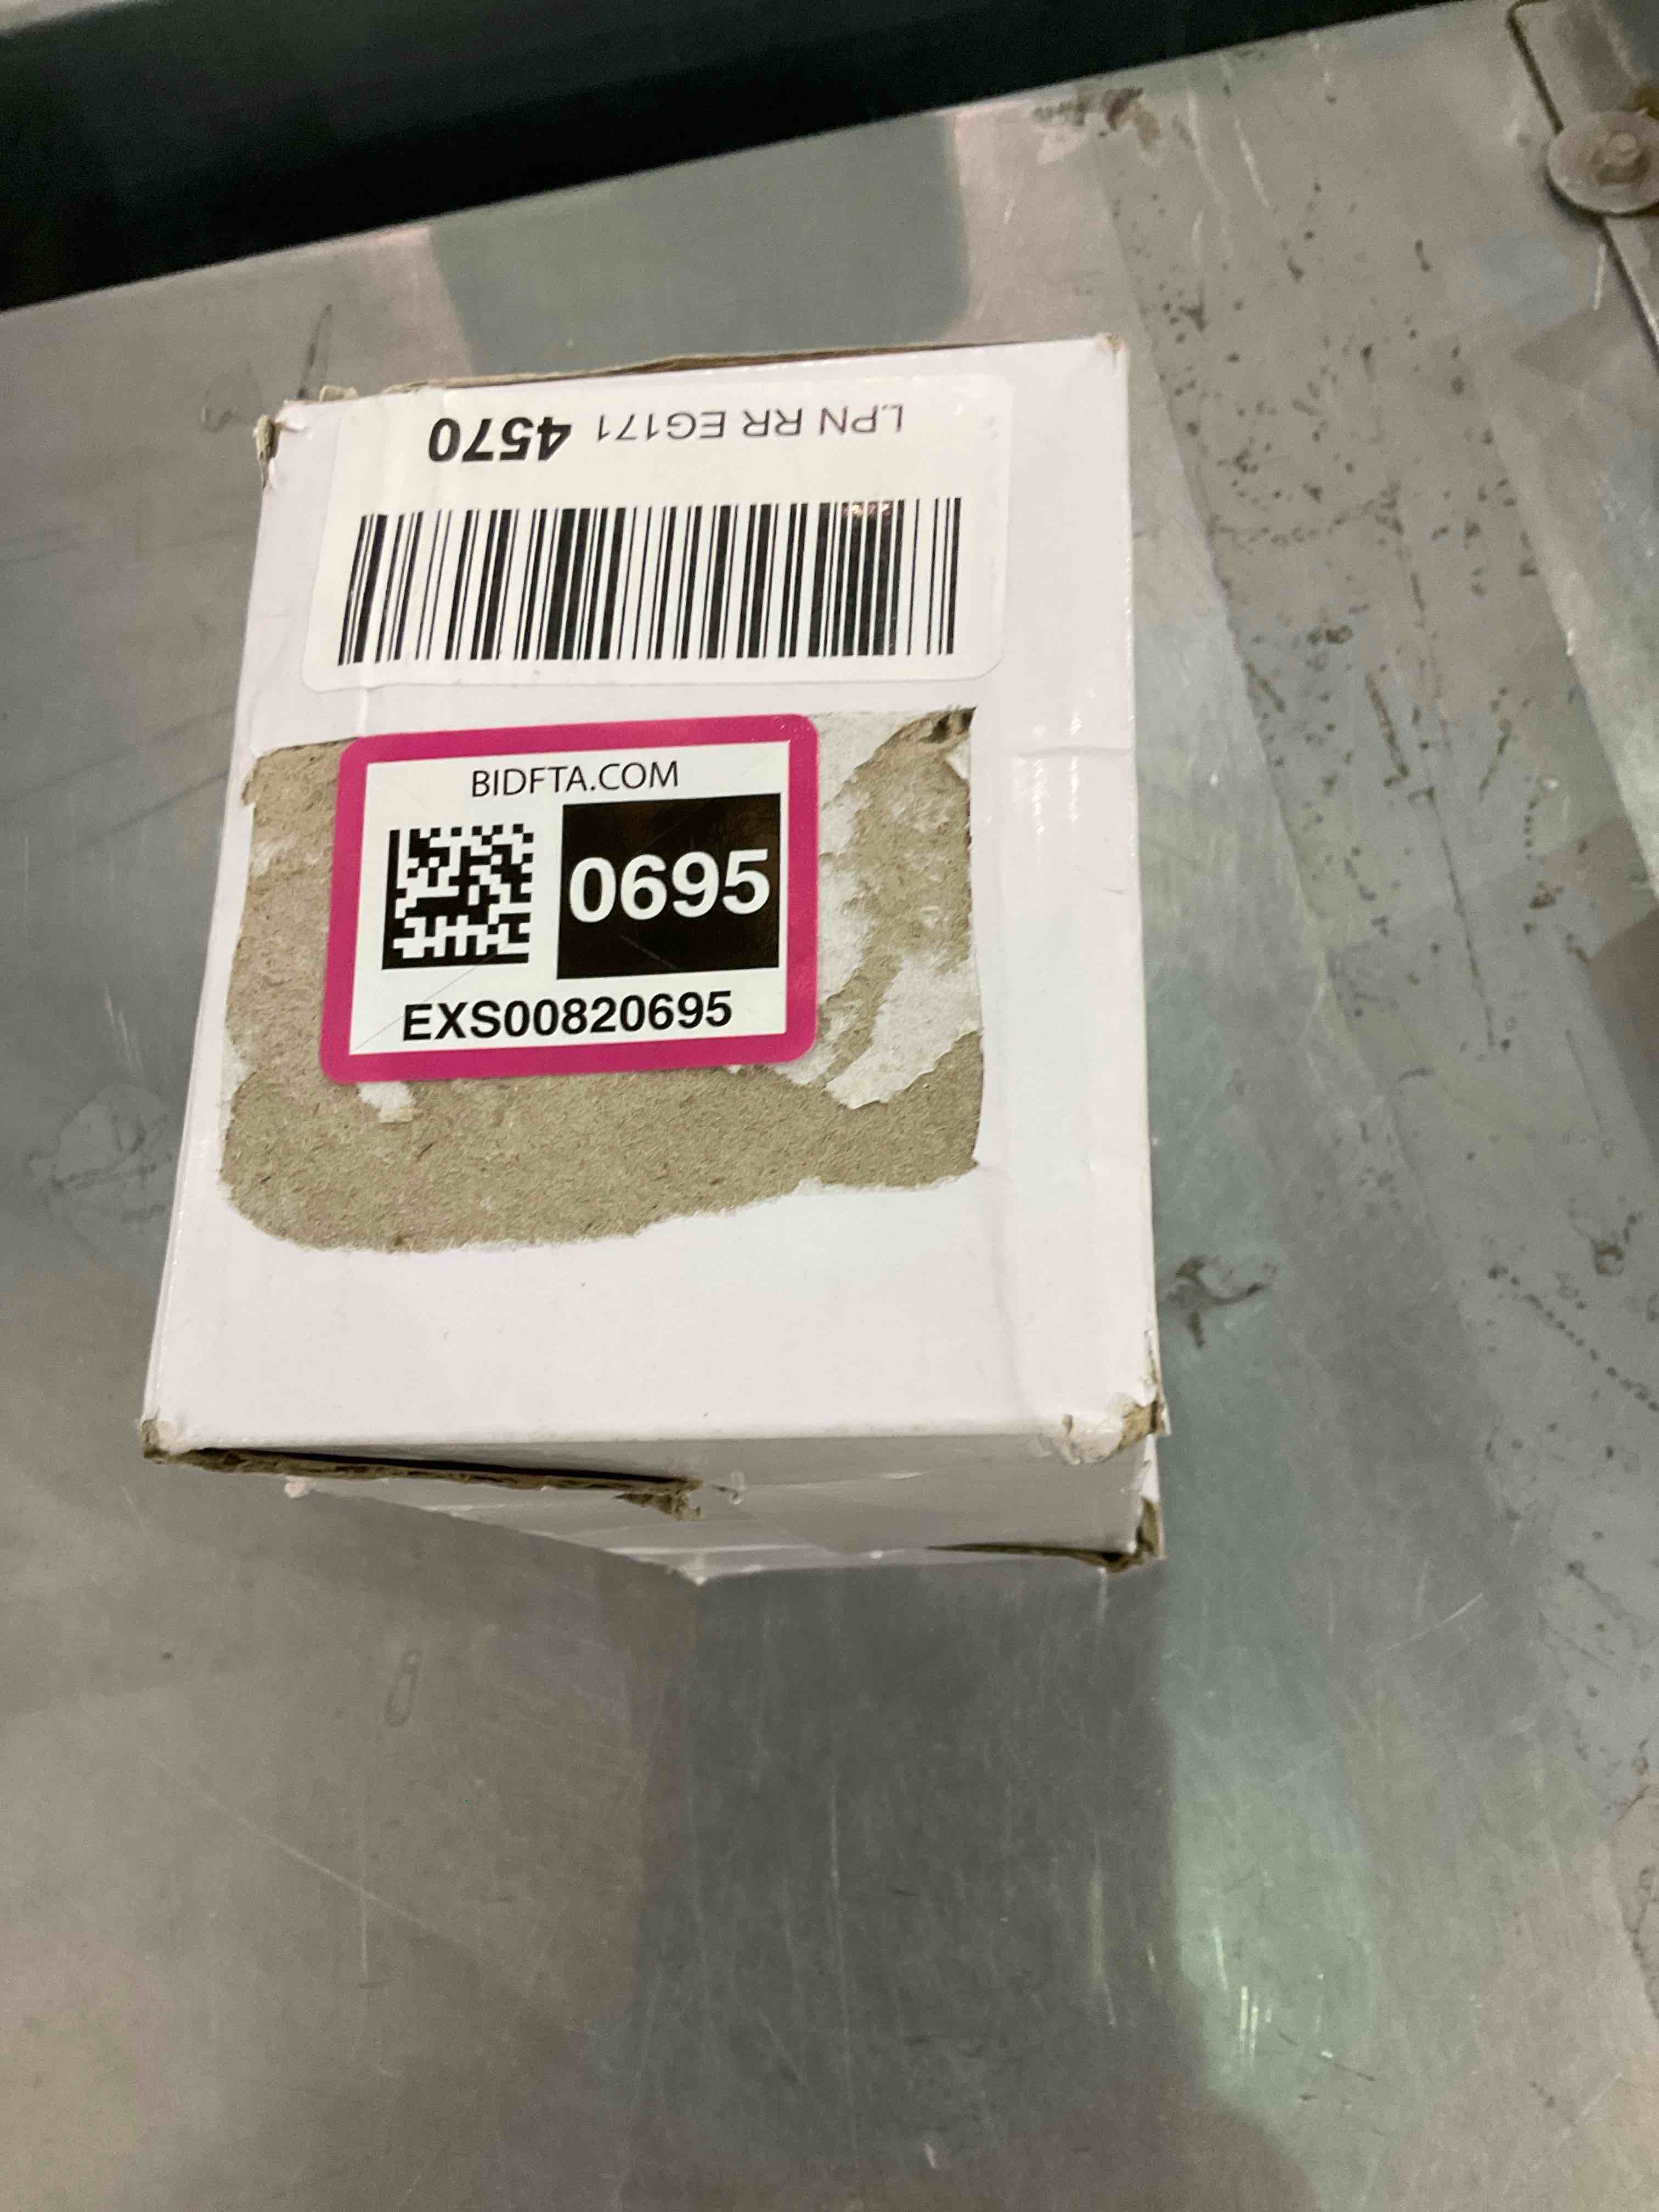 LPN RR EG171 4570
BIDFTA.COM
0695
EXS00820695